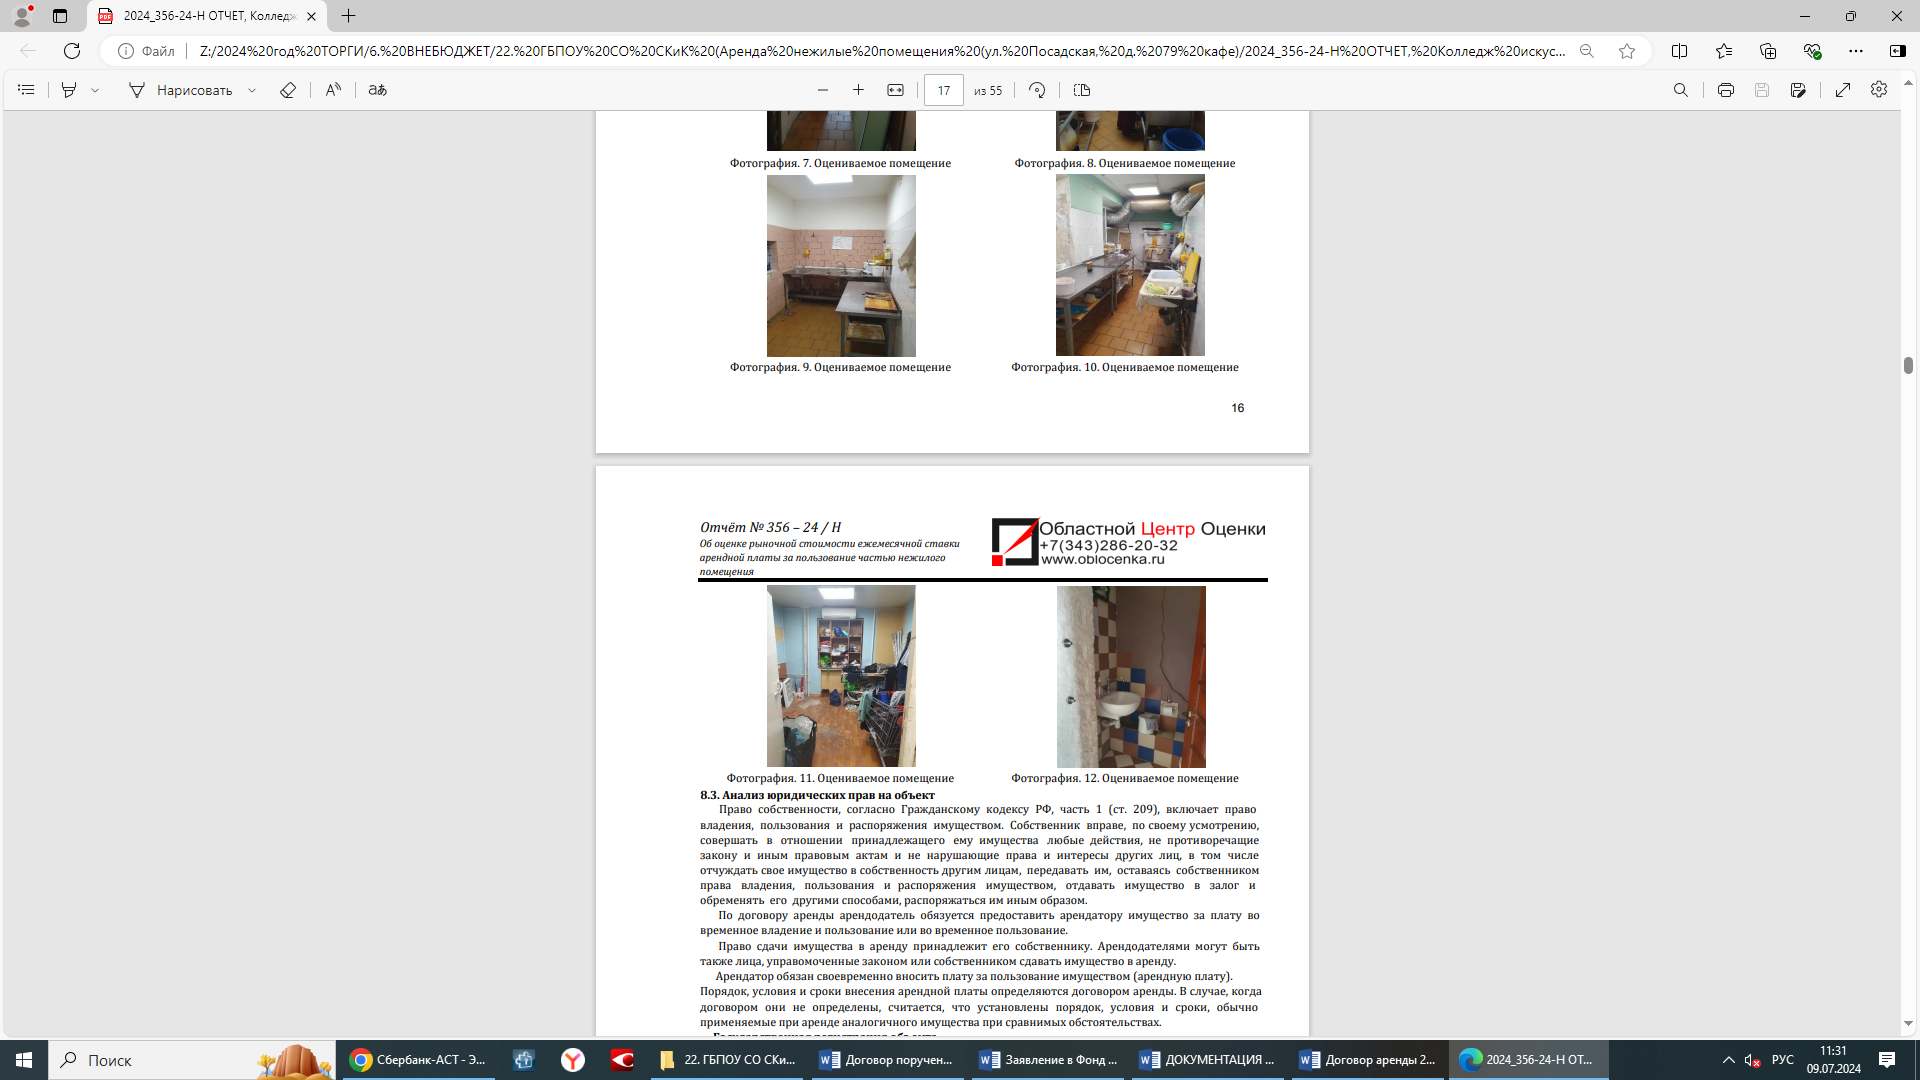 2024_356-24-Н ОТЧЕТ, Колледж
Файл
Z:/2024%20год%20ТОРГИ/6.%20ВНЕБЮДЖЕТ/22.%20ГБПОУ%20СО%20СКиК%20(Аренда%20нежилые%20помещения%20(ул.%20Посадская,%20д.%2079%20кафе)/2024_356-24-Н%20ОТЧЕТ,%20Колледж%20искус...
Нарисовать
аあ
17
из 55
Фотография. 7. Оцениваемое помещение
Фотография. 8. Оцениваемое помещение
Фотография. 9. Оцениваемое помещение
Фотография. 10. Оцениваемое помещение
16
Отчёт № 356 – 24 / Н
Об оценке рыночной стоимости ежемесячной ставки
арендной платы за пользование частью нежилого
помещения
Областной Центр Оценки
+7(343)286-20-32
www.oblocenka.ru
Фотография. 11. Оцениваемое помещение
Фотография. 12. Оцениваемое помещение
8.3. Анализ юридических прав на объект
Право собственности, согласно Гражданскому кодексу РФ, часть 1 (ст. 209), включает право
владения, пользования и распоряжения имуществом. Собственник вправе, по своему усмотрению,
совершать в отношении принадлежащего ему имущества любые действия, не противоречащие
закону и иным правовым актам и не нарушающие права и интересы других лиц, в том числе
отчуждать свое имущество в собственность другим лицам, передавать им, оставаясь собственником
права владения, пользования и распоряжения имуществом, отдавать имущество в залог и
обременять его другими способами, распоряжаться им иным образом.
По договору аренды арендодатель обязуется предоставить арендатору имущество за плату во
временное владение и пользование или во временное пользование.
Право сдачи имущества в аренду принадлежит его собственнику. Арендодателями могут быть
также лица, управомоченные законом или собственником сдавать имущество в аренду.
Арендатор обязан своевременно вносить плату за пользование имуществом (арендную плату).
Порядок, условия и сроки внесения арендной платы определяются договором аренды. В случае, когда
договором они не определены, считается, что установлены порядок, условия и сроки, обычно
применяемые при аренде аналогичного имущества при сравнимых обстоятельствах.
Поиск
Сбербанк-АСТ - Э...
22. ГБПОУ СО СКи...
Договор поручен...
Заявление в Фонд ...
ДОКУМЕНТАЦИЯ ...
Договор аренды 2...
2024_356-24-Н ОТ...
РУС
11:31
09.07.2024